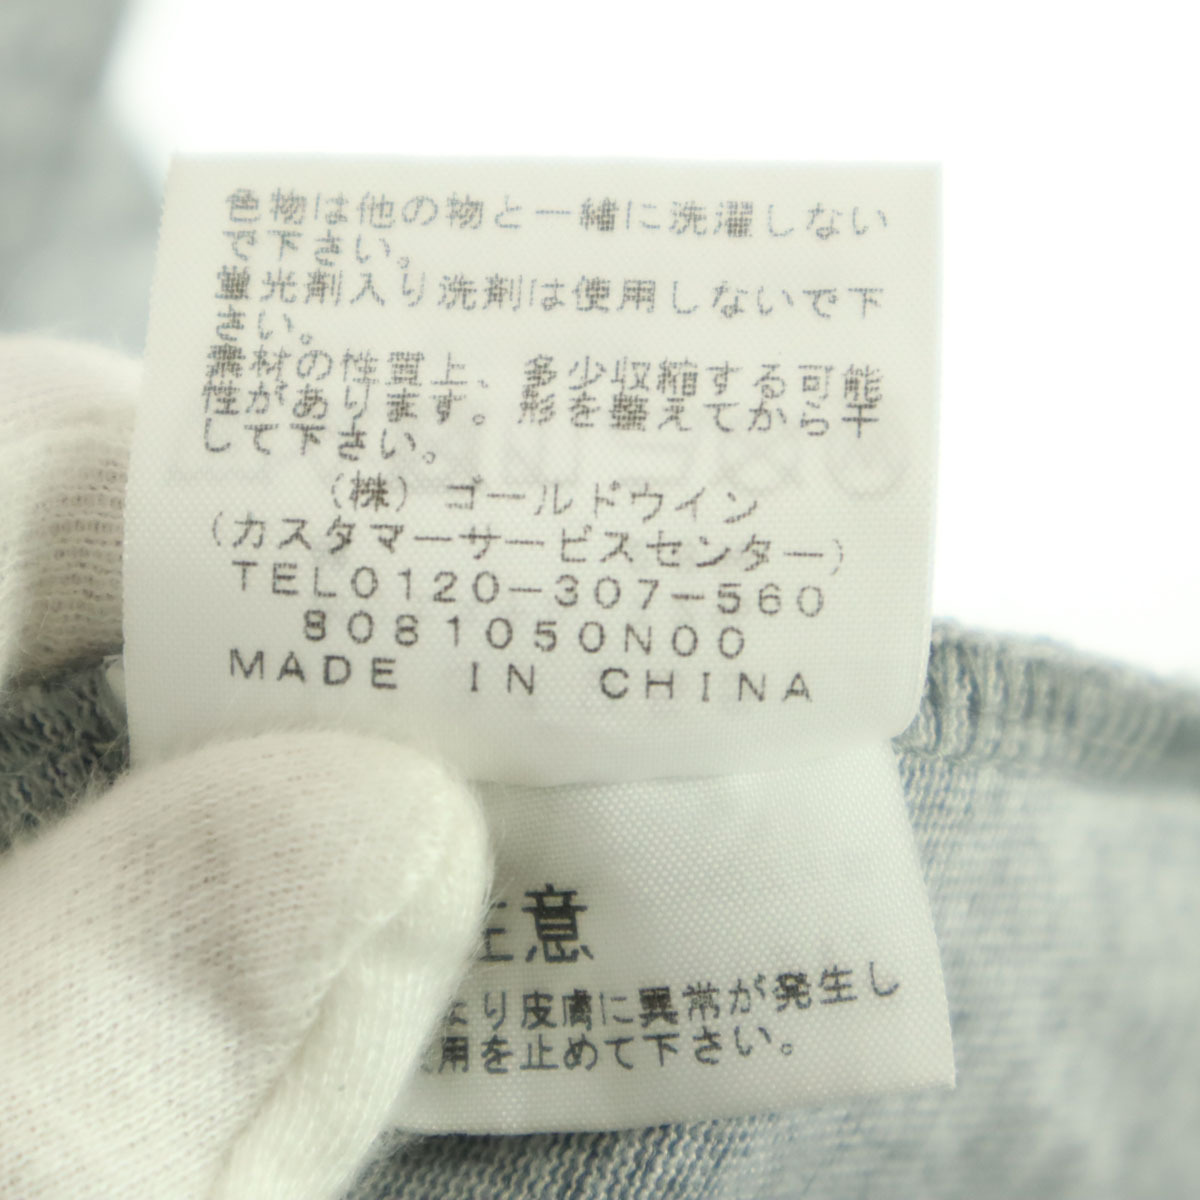 色物は他の物と一緒に洗濯しない
で下さい。
蛍光剤入り洗剤は使用しないで下
さい。
素材の性質上、多少収縮する可能
性があります。形を整えてから干
して下さい。
(株)ゴールドウイン
(カスタマーサービスセンター)
TEL0120-307-560
8081050N00
MADE IN CHINA
注意
より皮膚に異常が発生し
用を止めて下さい。